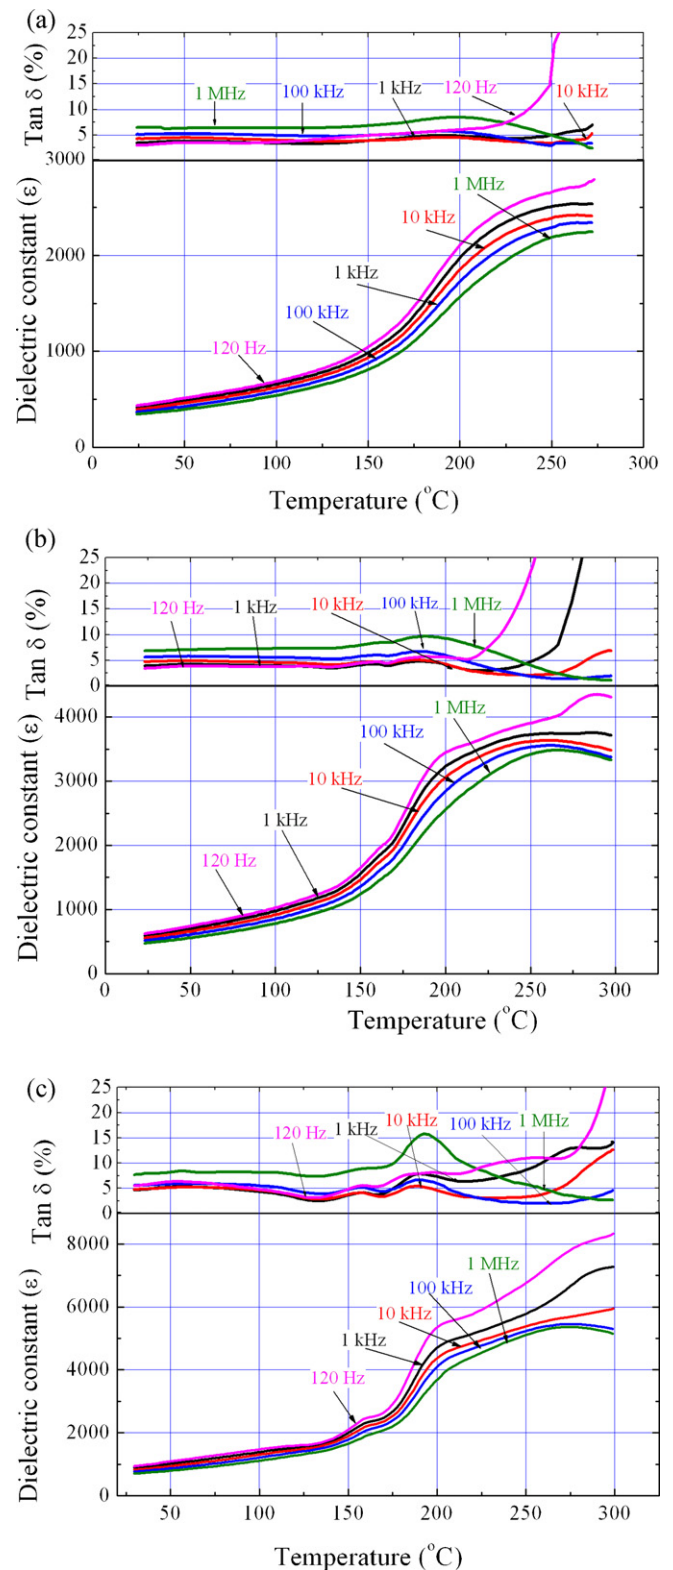 (a)
25
20
15
10
5
3000
2000
1000
0
Tan δ (%)
Dielectric constant (ε)
1 MHz
100 kHz
1 kHz
120 Hz
10 kHz
1 MHz
10 kHz
1 kHz
100 kHz
120 Hz
0 50 100 150 200 250 300
Temperature (°C)
(b)
25
20
15
10
5
0
4000
3000
2000
1000
0
Tan δ (%)
Dielectric constant (ε)
120 Hz
1 kHz
10 kHz
100 kHz
1 MHz
1 MHz
100 kHz
10 kHz
1 kHz
120 Hz
0 50 100 150 200 250 300
Temperature (°C)
(c)
25
20
15
10
5
0
8000
6000
4000
2000
0
Tan δ (%)
Dielectric constant (ε)
120 Hz
1 kHz
10 kHz
100 kHz
1 MHz
1 MHz
100 kHz
10 kHz
1 kHz
120 Hz
50 100 150 200 250 300
Temperature (°C)